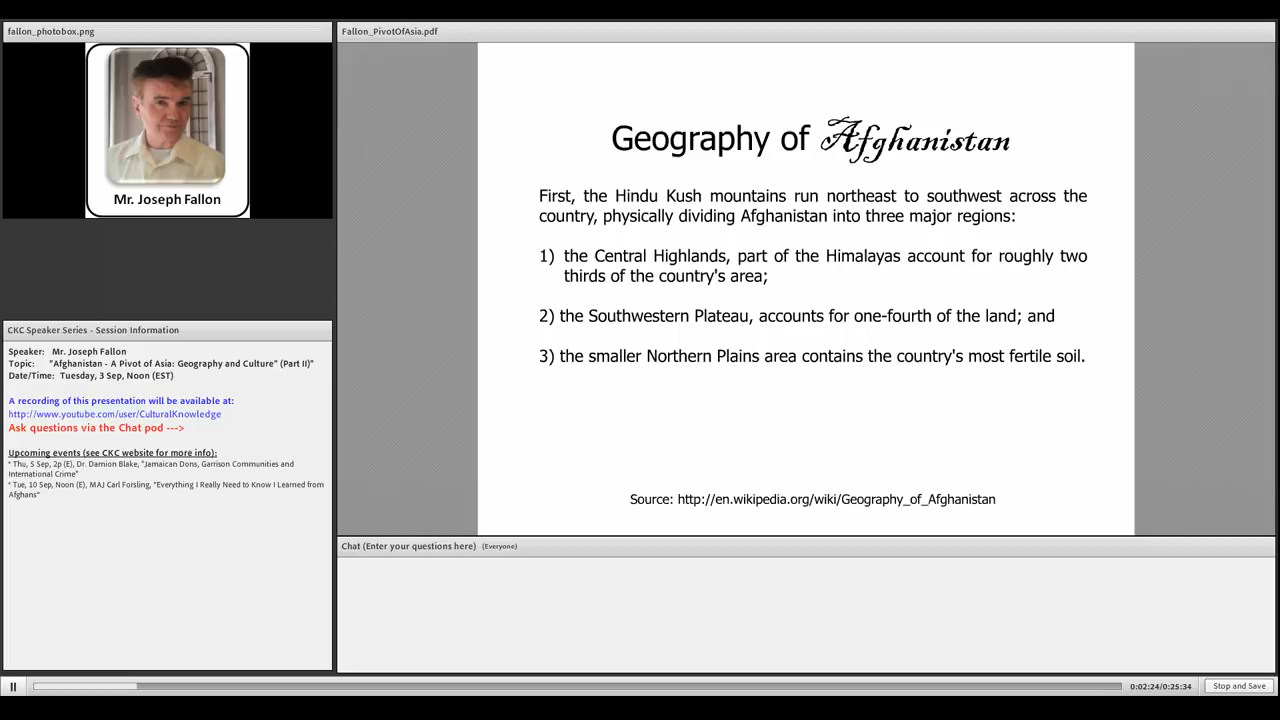 fallon_photobox.png
Mr. Joseph Fallon
CKC Speaker Series - Session Information
Speaker: Mr. Joseph Fallon
Topic: "Afghanistan - A Pivot of Asia: Geography and Culture" (Part II)"
Date/Time: Tuesday, 3 Sep, Noon (EST)
A recording of this presentation will be available at:
http://www.youtube.com/user/CulturalKnowledge
Ask questions via the Chat pod --->
Upcoming events (see CKC website for more info):
* Thu, 5 Sep, 2p (E), Dr. Damion Blake, "Jamaican Dons, Garrison Communities and
International Crime"
* Tue, 10 Sep, Noon (E), MAJ Carl Forsling, "Everything I Really Need to Know I Learned from
Afghans"
Fallon_PivotOfAsia.pdf
Geography of Afghanistan
First, the Hindu Kush mountains run northeast to southwest across the
country, physically dividing Afghanistan into three major regions:
1) the Central Highlands, part of the Himalayas account for roughly two
thirds of the country's area;
2) the Southwestern Plateau, accounts for one-fourth of the land; and
3) the smaller Northern Plains area contains the country's most fertile soil.
Source: http://en.wikipedia.org/wiki/Geography_of_Afghanistan
Chat (Enter your questions here) (Everyone)
0:02:24/0:25:34
Stop and Save